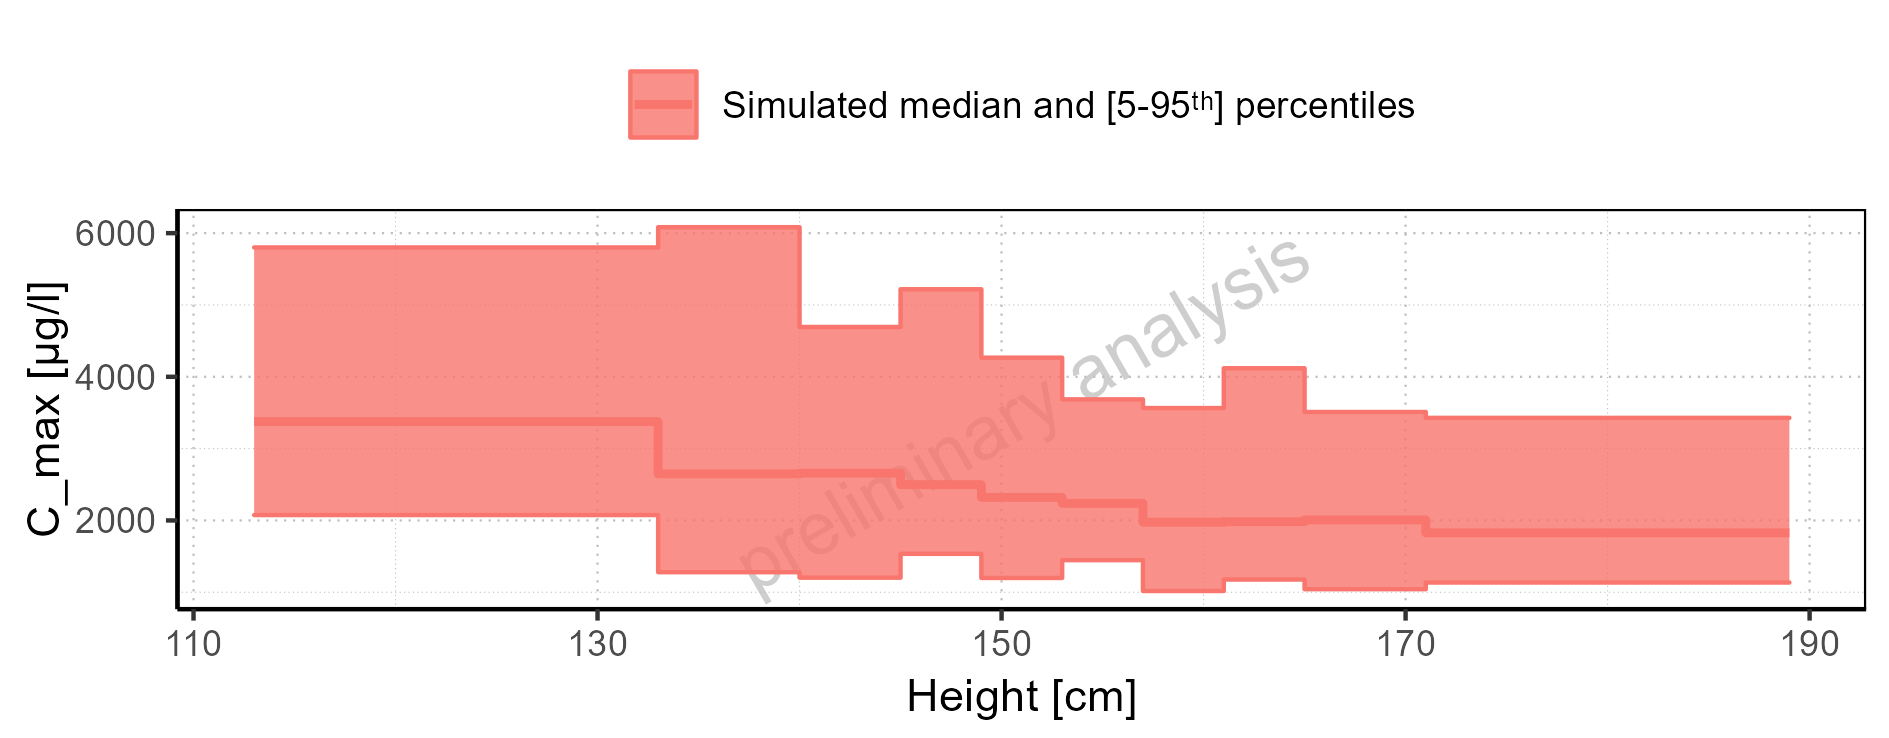 Simulated median and [5-95ᵗʰ] percentiles
6000
4000
2000
C_max [µg/l]
preliminary analysis
110 130 150 170 190
Height [cm]